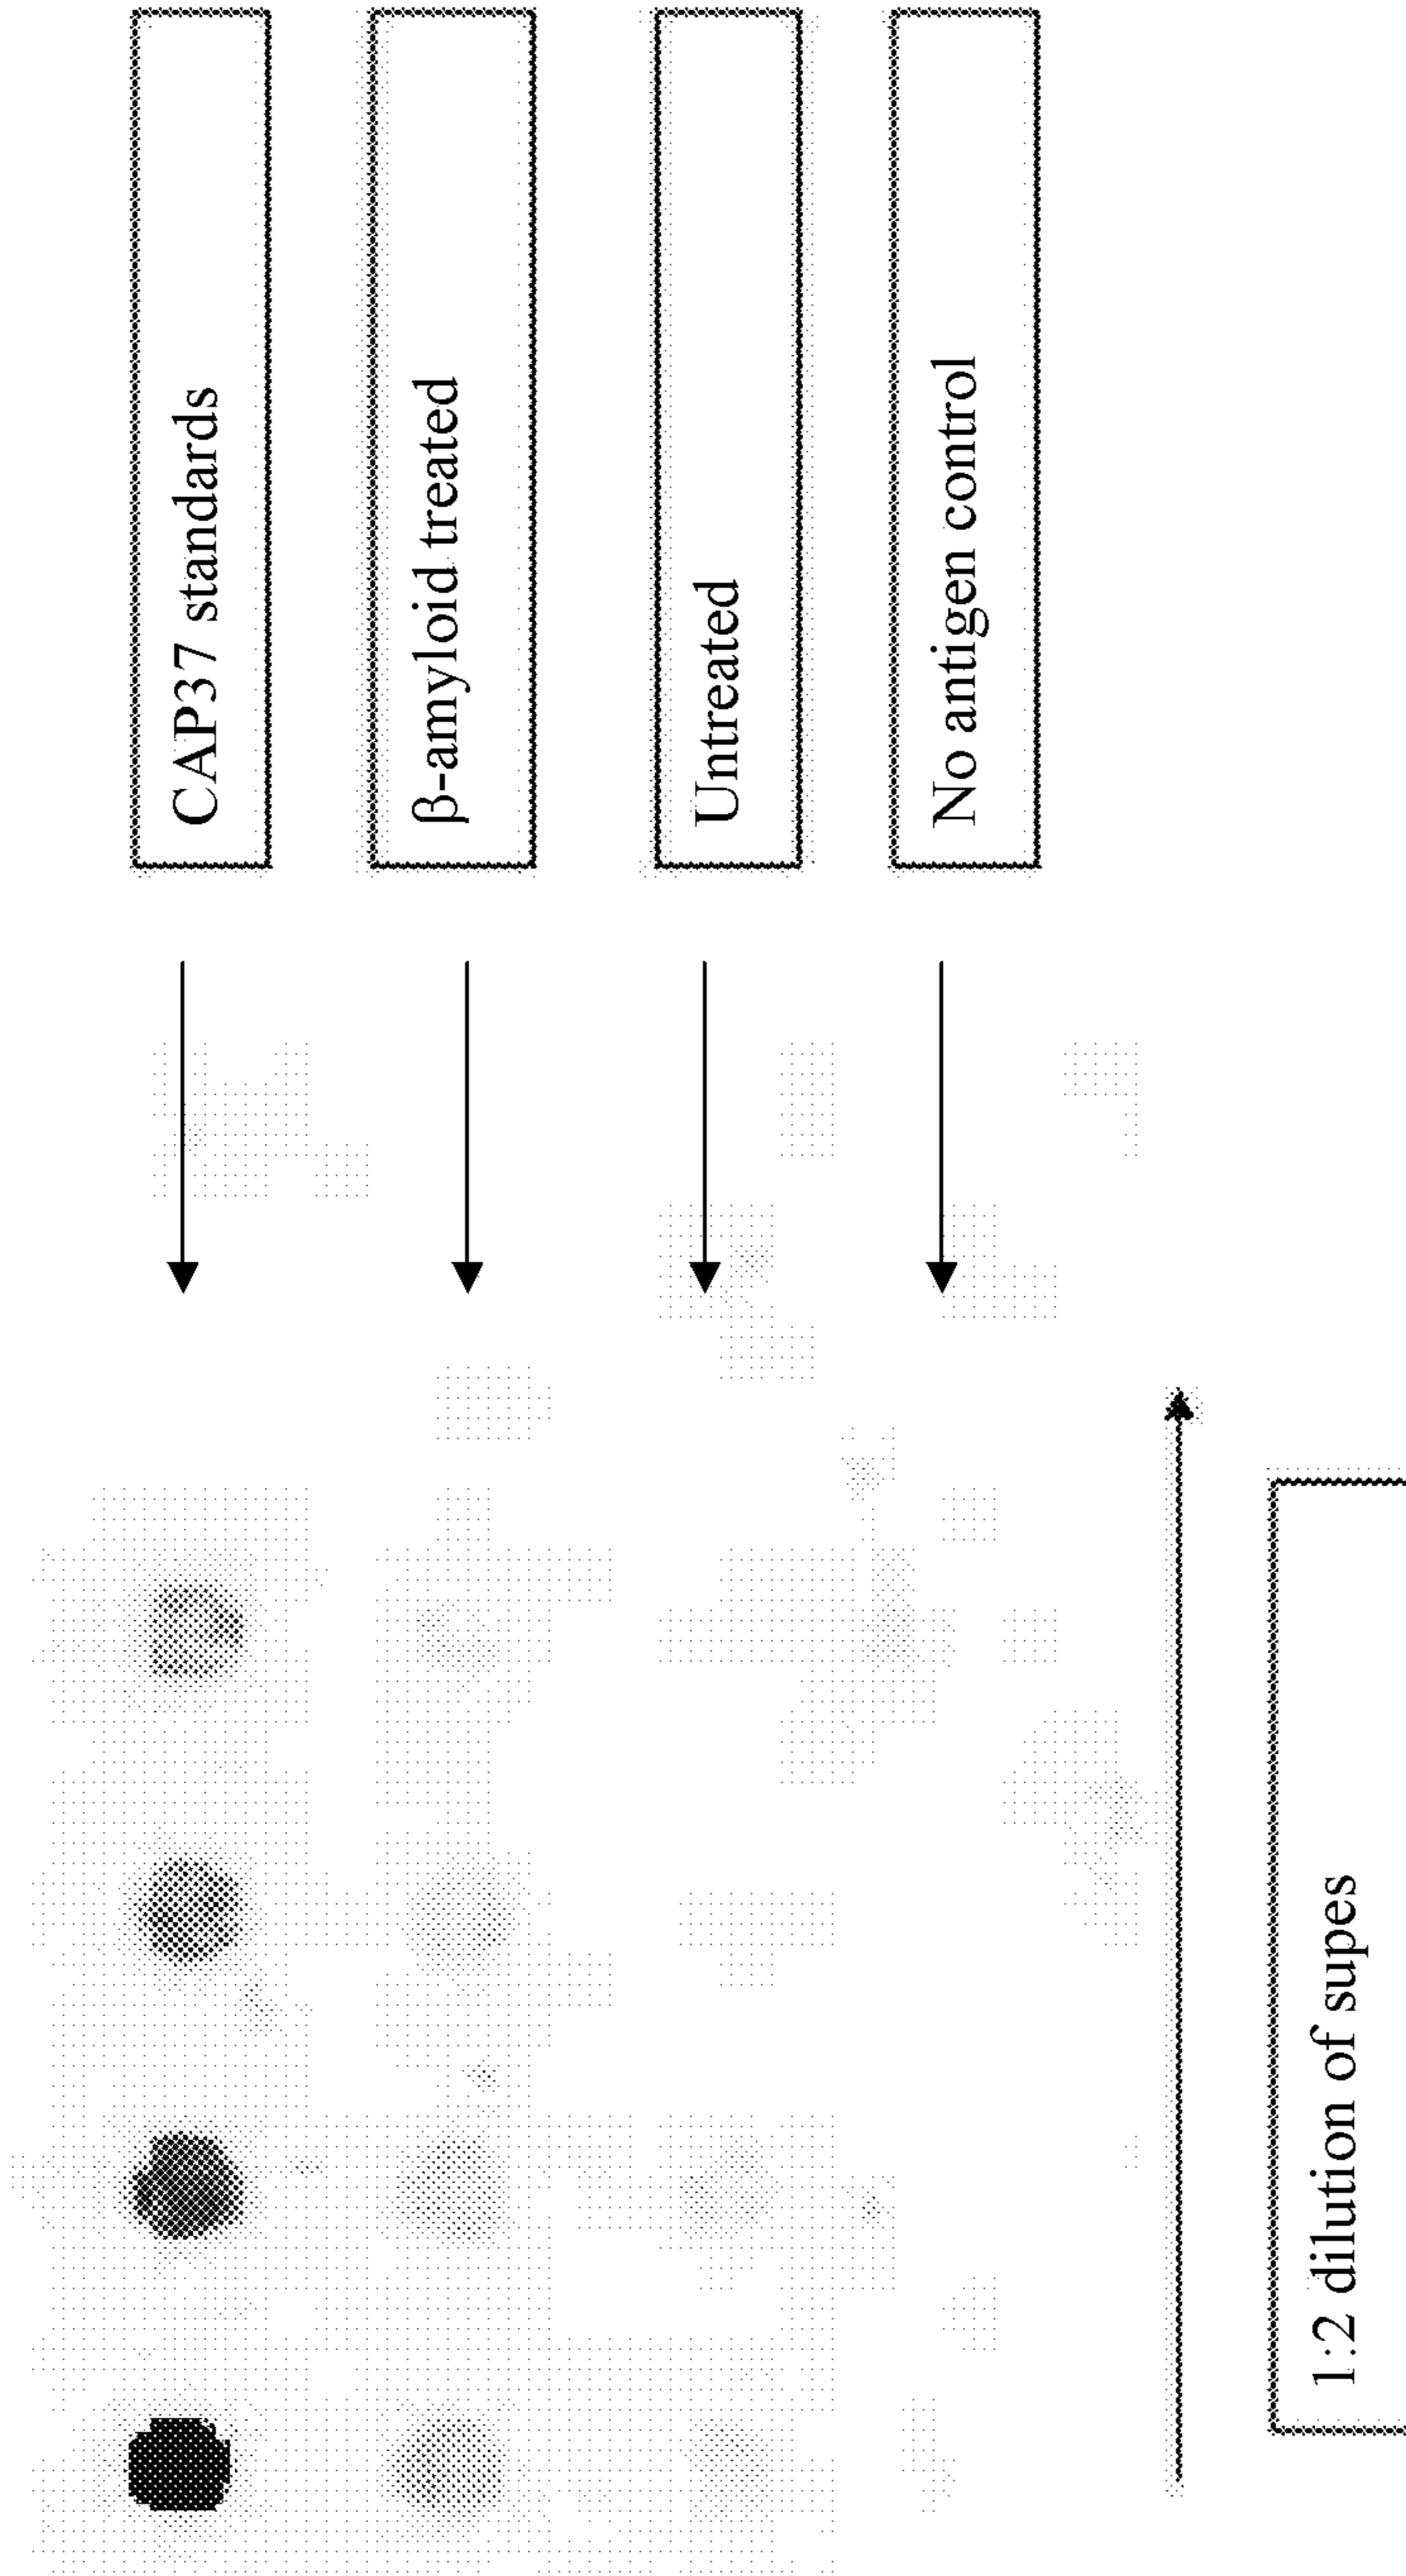 CAP37 standards
β-amyloid treated
Untreated
No antigen control
1:2 dilution of supes